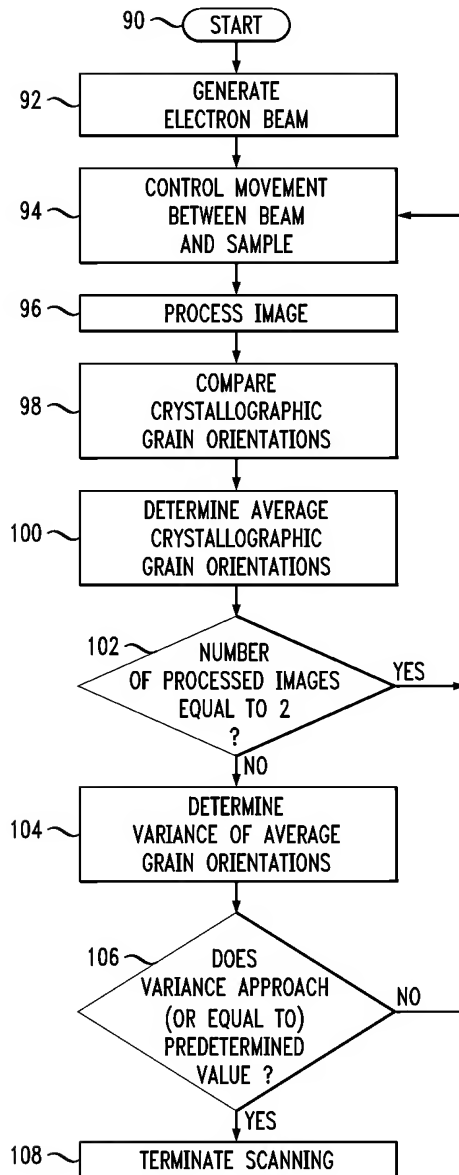 90
START
92
GENERATE
ELECTRON BEAM
94
CONTROL MOVEMENT
BETWEEN BEAM
AND SAMPLE
96
PROCESS IMAGE
98
COMPARE
CRYSTALLOGRAPHIC
GRAIN ORIENTATIONS
100
DETERMINE AVERAGE
CRYSTALLOGRAPHIC
GRAIN ORIENTATIONS
102
NUMBER
OF PROCESSED IMAGES
EQUAL TO 2
?
YES
NO
104
DETERMINE
VARIANCE OF AVERAGE
GRAIN ORIENTATIONS
106
DOES
VARIANCE APPROACH
(OR EQUAL TO)
PREDETERMINED
VALUE ?
NO
YES
108
TERMINATE SCANNING